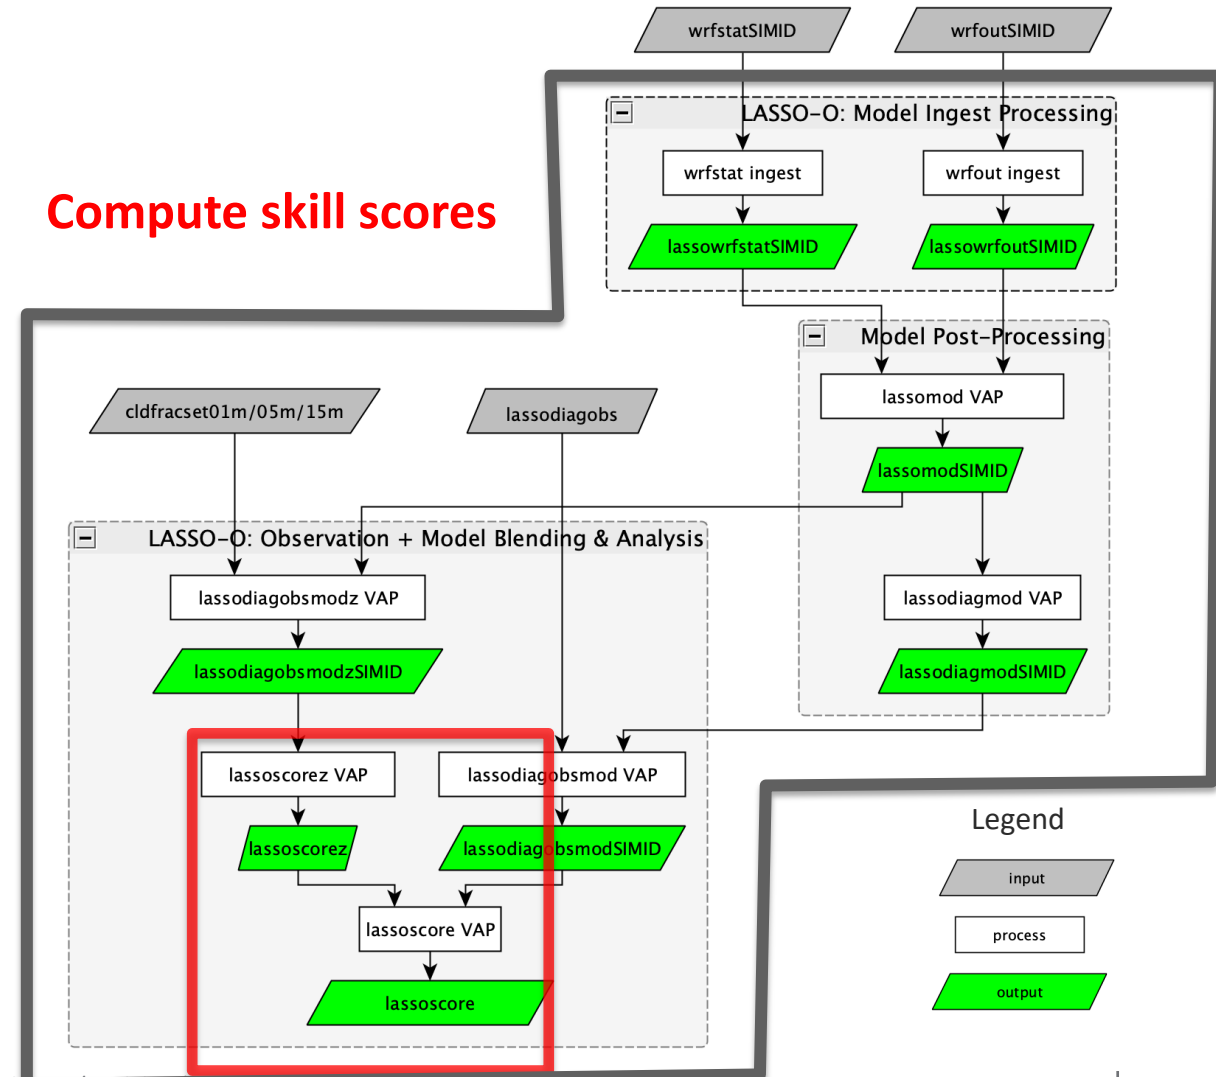 wrfstatSIMID
wrfoutSIMID
LASSO-O: Model Ingest Processing
wrfstat ingest
wrfout ingest
Compute skill scores
lassowrfstatSIMID
lassowrfoutSIMID
Model Post-Processing
lassomod VAP
cldfracset01m/05m/15m
lassodiagobs
lassomodSIMID
LASSO-O: Observation + Model Blending & Analysis
lassodiagobsmodz VAP
lassodiagmod VAP
lassodiagobsmodzSIMID
lassodiagmodSIMID
lassoscorez VAP
lassodiagobsmod VAP
lassoscorez
lassodiagobsmodSIMID
lassoscore VAP
lassoscore
Legend
input
process
output